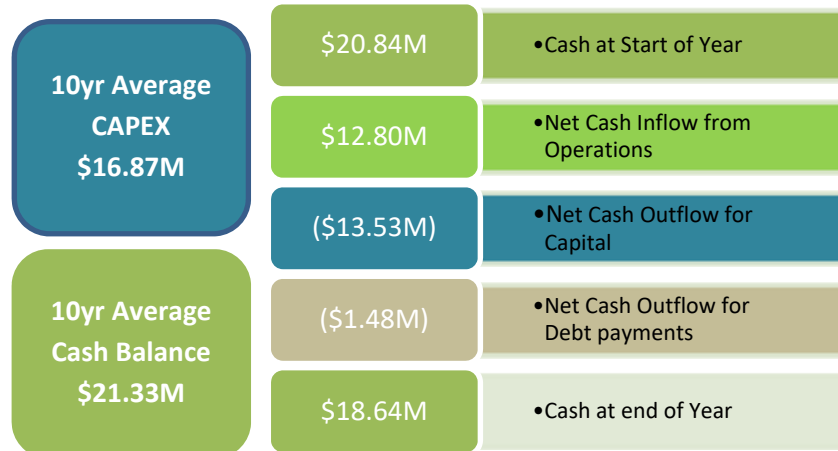 10yr Average
CAPEX
$16.87M
10yr Average
Cash Balance
$21.33M
$20.84M
•Cash at Start of Year
$12.80M
•Net Cash Inflow from
Operations
($13.53M)
•Net Cash Outflow for
Capital
($1.48M)
•Net Cash Outflow for
Debt payments
$18.64M
•Cash at end of Year